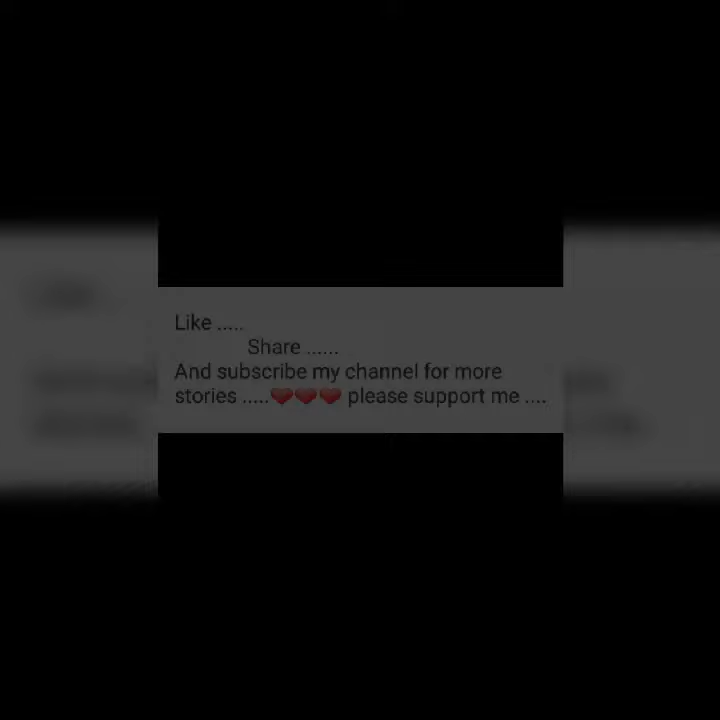 Like .....
Share ......
And subscribe my channel for more
stories .....❤️❤️❤️ please support me ....